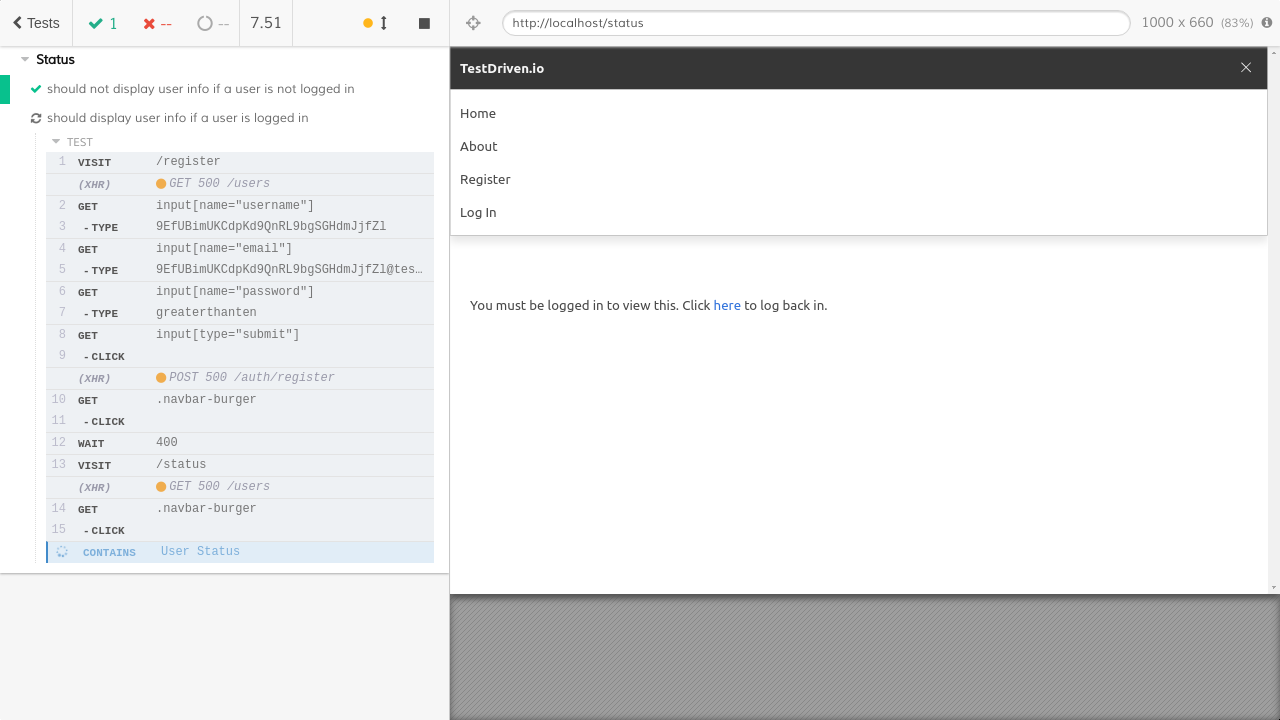 Tests 1 -- -- 7.51
http://localhost/status 1000 x 660 (83%)
Status
should not display user info if a user is not logged in
should display user info if a user is logged in
TEST
1 VISIT /register
(XHR) GET 500 /users
2 GET input[name="username"]
3 - TYPE 9EfUBimUKCdpKd9QnRL9bgSGHdmJjfZl
4 GET input[name="email"]
5 - TYPE 9EfUBimUKCdpKd9QnRL9bgSGHdmJjfZl@tes…
6 GET input[name="password"]
7 - TYPE greaterthanten
8 GET input[type="submit"]
9 - CLICK
(XHR) POST 500 /auth/register
10 GET .navbar-burger
11 - CLICK
12 WAIT 400
13 VISIT /status
(XHR) GET 500 /users
14 GET .navbar-burger
15 - CLICK
CONTAINS User Status
TestDriven.io
Home
About
Register
Log In
You must be logged in to view this. Click here to log back in.